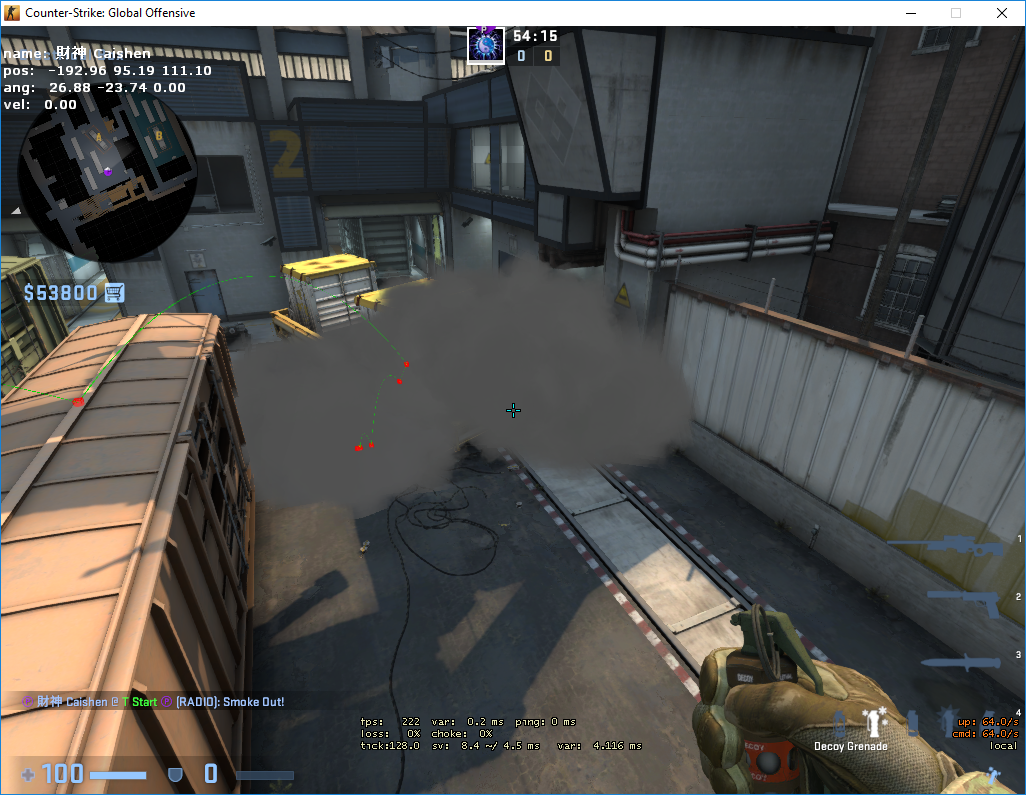 Counter-Strike: Global Offensive
name: 財神 Caishen
pos: -192.96 95.19 111.10
ang: 26.88 -23.74 0.00
vel: 0.00
P
54:15
0 0
A
B
2
$53800
財神 Caishen @ T Start (RADIO): Smoke Out!
fps: 222 var: 0.2 ms ping: 0 ms
loss: 0% choke: 0%
tick:128.0 sv: 8.4 ~/ 4.5 ms var: 4.116 ms
1
2
3
4
up: 64.0/s
cmd: 64.0/s
local
Decoy Grenade
DECOY
100
0